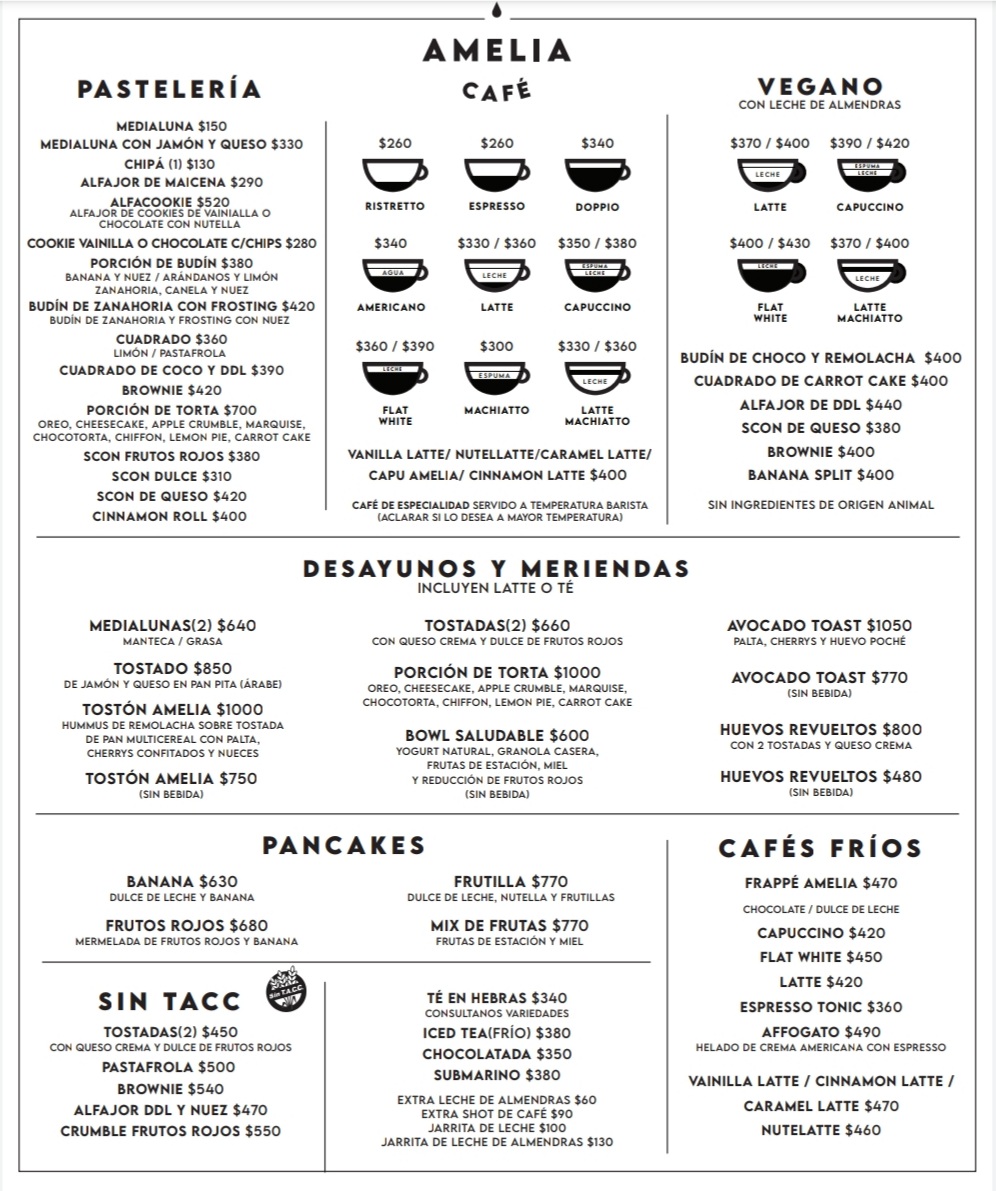 AMELIA
CAFÉ
PASTELERÍA
MEDIALUNA $150
MEDIALUNA CON JAMÓN Y QUESO $330
CHIPÁ (1) $130
ALFAJOR DE MAICENA $290
ALFACOOKIE $520
ALFAJOR DE COOKIES DE VAINIALLA O
CHOCOLATE CON NUTELLA
COOKIE VAINILLA O CHOCOLATE C/CHIPS $280
PORCIÓN DE BUDÍN $380
BANANA Y NUEZ / ARÁNDANOS Y LIMÓN
ZANAHORIA, CANELA Y NUEZ
BUDÍN DE ZANAHORIA CON FROSTING $420
BUDÍN DE ZANAHORIA Y FROSTING CON NUEZ
CUADRADO $360
LIMÓN / PASTAFROLA
CUADRADO DE COCO Y DDL $390
BROWNIE $420
PORCIÓN DE TORTA $700
OREO, CHEESECAKE, APPLE CRUMBLE, MARQUISE,
CHOCOTORTA, CHIFFON, LEMON PIE, CARROT CAKE
SCON FRUTOS ROJOS $380
SCON DULCE $310
SCON DE QUESO $420
CINNAMON ROLL $400
$260 $260 $340
RISTRETTO ESPRESSO DOPPIO
$340 $330 / $360 $350 / $380
AGUA LECHE ESPUMA
LECHE
AMERICANO LATTE CAPUCCINO
$360 / $390 $300 $330 / $360
LECHE ESPUMA LECHE
FLAT
WHITE
MACHIATTO
LATTE
MACHIATTO
VANILLA LATTE/ NUTELLATTE/CARAMEL LATTE/
CAPU AMELIA/ CINNAMON LATTE $400
CAFÉ DE ESPECIALIDAD SERVIDO A TEMPERATURA BARISTA
(ACLARAR SI LO DESEA A MAYOR TEMPERATURA)
VEGANO
CON LECHE DE ALMENDRAS
$370 / $400 $390 / $420
LECHE ESPUMA
LECHE
LATTE CAPUCCINO
$400 / $430 $370 / $400
LECHE LECHE
FLAT
WHITE
LATTE
MACHIATTO
BUDÍN DE CHOCO Y REMOLACHA $400
CUADRADO DE CARROT CAKE $400
ALFAJOR DE DDL $440
SCON DE QUESO $380
BROWNIE $400
BANANA SPLIT $400
SIN INGREDIENTES DE ORIGEN ANIMAL
DESAYUNOS Y MERIENDAS
INCLUYEN LATTE O TÉ
MEDIALUNAS(2) $640
MANTECA / GRASA
TOSTADO $850
DE JAMÓN Y QUESO EN PAN PITA (ÁRABE)
TOSTÓN AMELIA $1000
HUMMUS DE REMOLACHA SOBRE TOSTADA
DE PAN MULTICEREAL CON PALTA,
CHERRYS CONFITADOS Y NUECES
TOSTÓN AMELIA $750
(SIN BEBIDA)
TOSTADAS(2) $660
CON QUESO CREMA Y DULCE DE FRUTOS ROJOS
PORCIÓN DE TORTA $1000
OREO, CHEESECAKE, APPLE CRUMBLE, MARQUISE,
CHOCOTORTA, CHIFFON, LEMON PIE, CARROT CAKE
BOWL SALUDABLE $600
YOGURT NATURAL, GRANOLA CASERA,
FRUTAS DE ESTACIÓN, MIEL
Y REDUCCIÓN DE FRUTOS ROJOS
(SIN BEBIDA)
AVOCADO TOAST $1050
PALTA, CHERRYS Y HUEVO POCHÉ
AVOCADO TOAST $770
(SIN BEBIDA)
HUEVOS REVUELTOS $800
CON 2 TOSTADAS Y QUESO CREMA
HUEVOS REVUELTOS $480
(SIN BEBIDA)
PANCAKES
BANANA $630
DULCE DE LECHE Y BANANA
FRUTOS ROJOS $680
MERMELADA DE FRUTOS ROJOS Y BANANA
FRUTILLA $770
DULCE DE LECHE, NUTELLA Y FRUTILLAS
MIX DE FRUTAS $770
FRUTAS DE ESTACIÓN Y MIEL
SIN TACC
Sin T.A.C.C.
TOSTADAS(2) $450
CON QUESO CREMA Y DULCE DE FRUTOS ROJOS
PASTAFROLA $500
BROWNIE $540
ALFAJOR DDL Y NUEZ $470
CRUMBLE FRUTOS ROJOS $550
TÉ EN HEBRAS $340
CONSULTANOS VARIEDADES
ICED TEA(FRÍO) $380
CHOCOLATADA $350
SUBMARINO $380
EXTRA LECHE DE ALMENDRAS $60
EXTRA SHOT DE CAFÉ $90
JARRITA DE LECHE $100
JARRITA DE LECHE DE ALMENDRAS $130
CAFÉS FRÍOS
FRAPPÉ AMELIA $470
CHOCOLATE / DULCE DE LECHE
CAPUCCINO $420
FLAT WHITE $450
LATTE $420
ESPRESSO TONIC $360
AFFOGATO $490
HELADO DE CREMA AMERICANA CON ESPRESSO
VAINILLA LATTE / CINNAMON LATTE /
CARAMEL LATTE $470
NUTELATTE $460